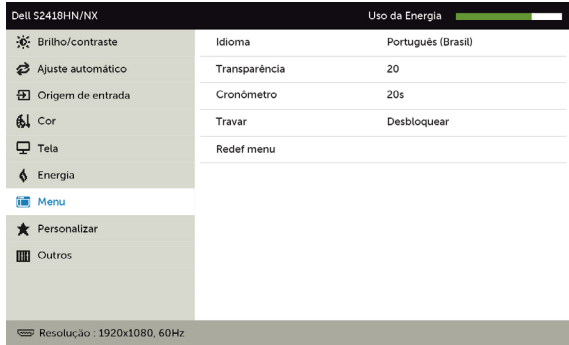 Dell S2418HN/NX Uso da Energia
Brilho/contraste
Ajuste automático
Origem de entrada
Cor
Tela
Energia
Menu
Personalizar
Outros
Idioma Português (Brasil)
Transparência 20
Cronômetro 20s
Travar Desbloquear
Redef menu
Resolução : 1920x1080, 60Hz